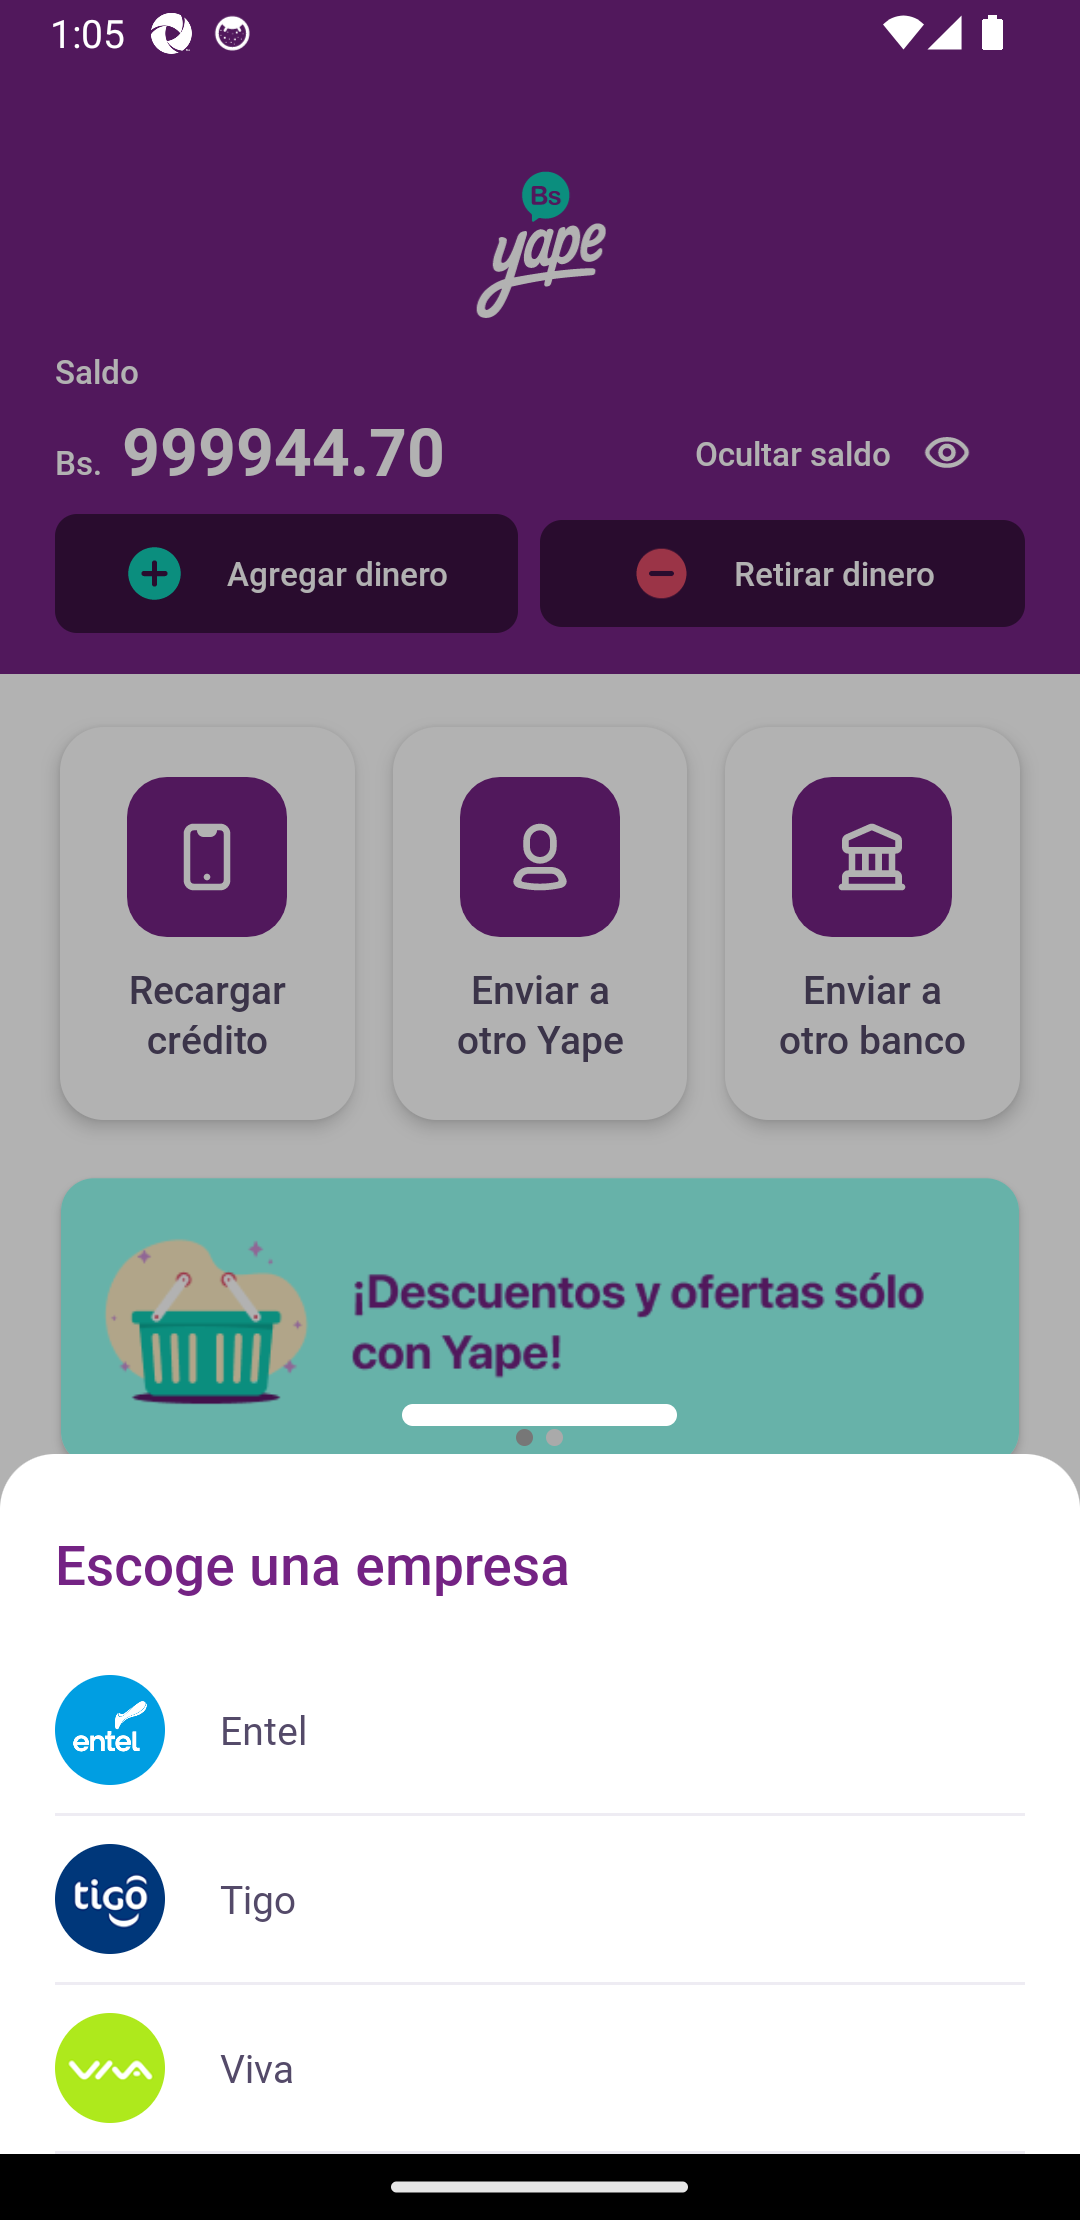 1:05
Bs
yape
Saldo
Bs. 999944.70
Ocultar saldo
Agregar dinero
Retirar dinero
Recargar
crédito
Enviar a
otro Yape
Enviar a
otro banco
¡Descuentos y ofertas sólo
con Yape!
Escoge una empresa
entel
Entel
tigo
Tigo
VIVA
Viva